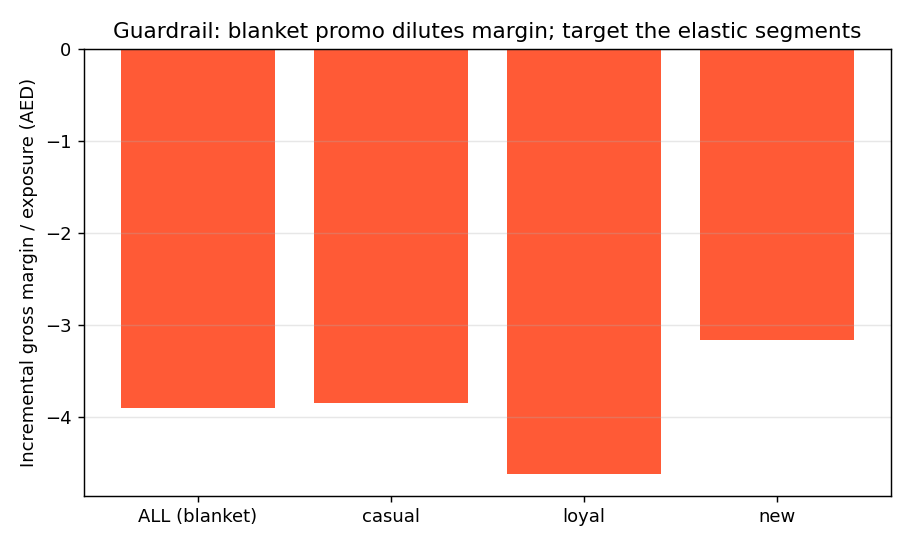 Guardrail: blanket promo dilutes margin; target the elastic segments
Incremental gross margin / exposure (AED)
0
−1
−2
−3
−4
ALL (blanket)
casual
loyal
new